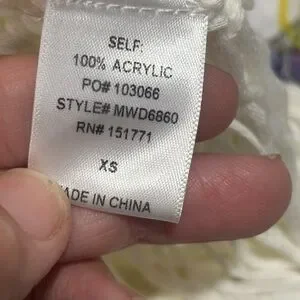 SELF:
100% ACRYLIC
PO# 103066
STYLE# MWD6860
RN# 151771
XS
MADE IN CHINA